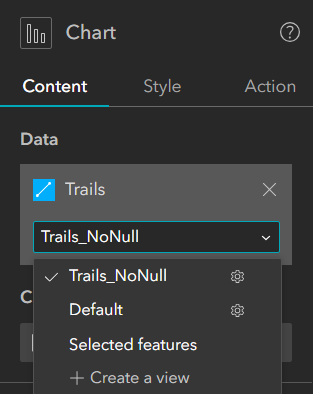 Chart
Content Style Action
Data
Trails
Trails_NoNull
Trails_NoNull
Default
Selected features
+ Create a view
C